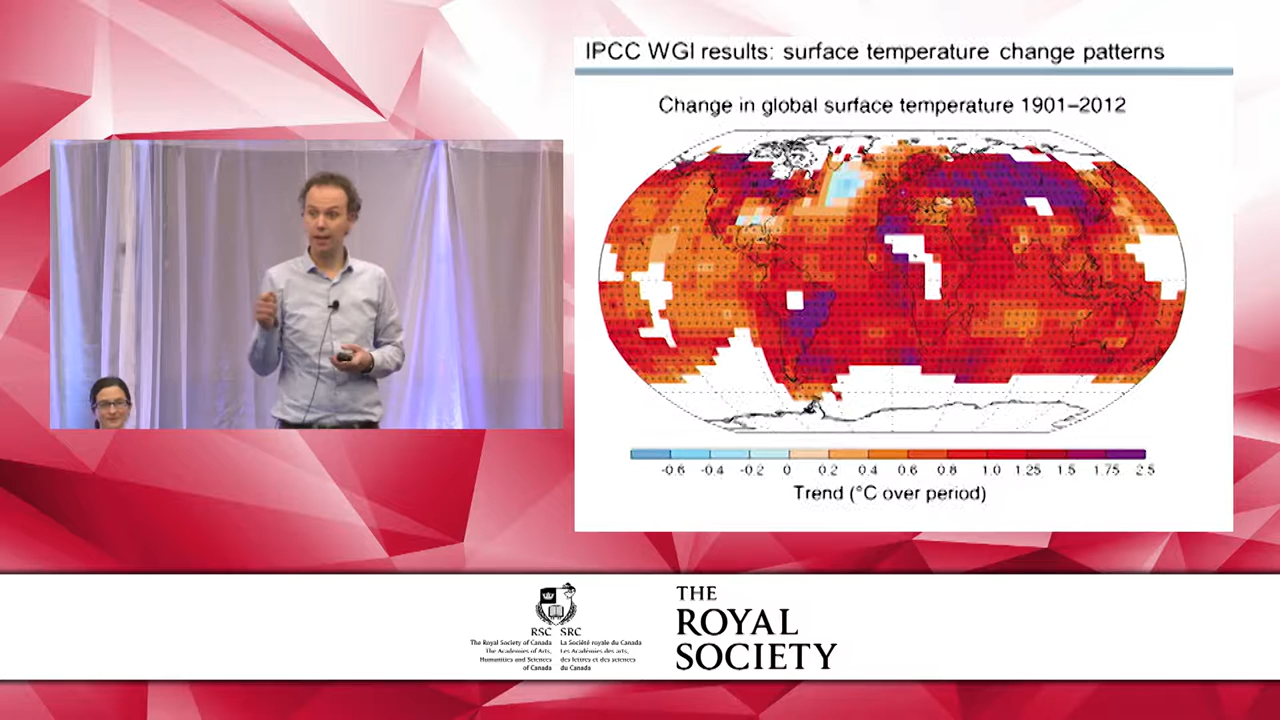 IPCC WGI results: surface temperature change patterns
Change in global surface temperature 1901–2012
-0.6 -0.4 -0.2 0 0.2 0.4 0.6 0.8 1.0 1.25 1.5 1.75 2.5
Trend (°C over period)
RSC SRC
The Royal Society of Canada
The Academies of Arts,
Humanities and Sciences
of Canada
La Société royale du Canada
Les Académies des arts,
des lettres et des sciences
du Canada
THE
ROYAL
SOCIETY